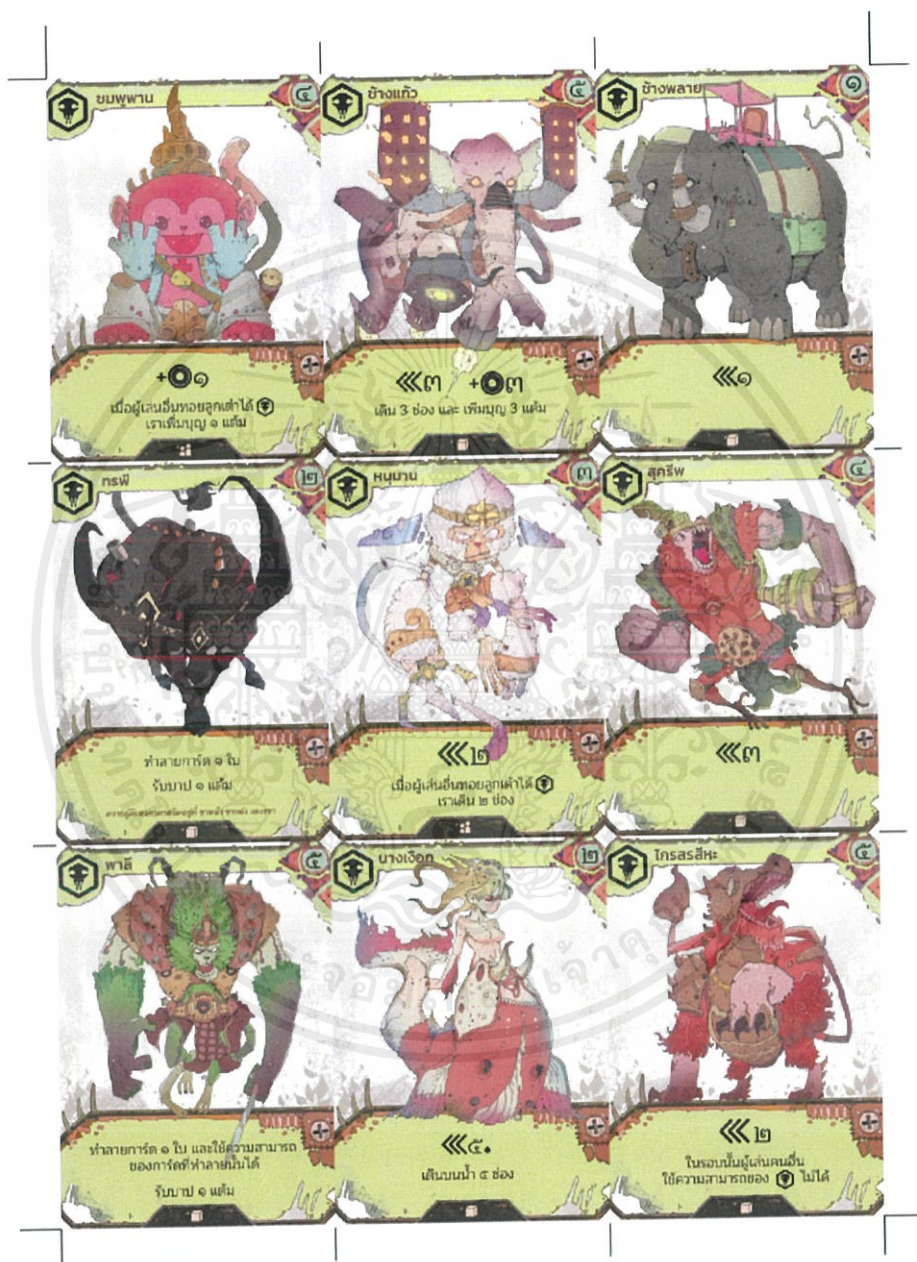 ชมพูพาน ๔
+ ๑
เมื่อผู้เล่นอื่นทอยลูกเต๋าได้
เราเพิ่มบุญ ๑ แต้ม
ช้างแก้ว ๕
๓ + ๓
เดิน 3 ช่อง และ เพิ่มบุญ 3 แต้ม
ช้างพลาย ๑
๑
ทรพี ๒
ทำลายการ์ด ๑ ใบ
รับบาป ๑ แต้ม
หนุมาน ๓
๒
เมื่อผู้เล่นอื่นทอยลูกเต๋าได้
เราเดิน ๒ ช่อง
สุครีพ ๔
๓
พาลี ๕
ทำลายการ์ด ๑ ใบ และใช้ความสามารถ
ของการ์ดที่ทำลายนั้นได้
รับบาป ๑ แต้ม
นางเงือก ๒
๕.
เดินบนน้ำ ๕ ช่อง
ไกรสรสีหะ ๕
๒
ในรอบนั้นผู้เล่นคนอื่น
ใช้ความสามารถของ ไม่ได้